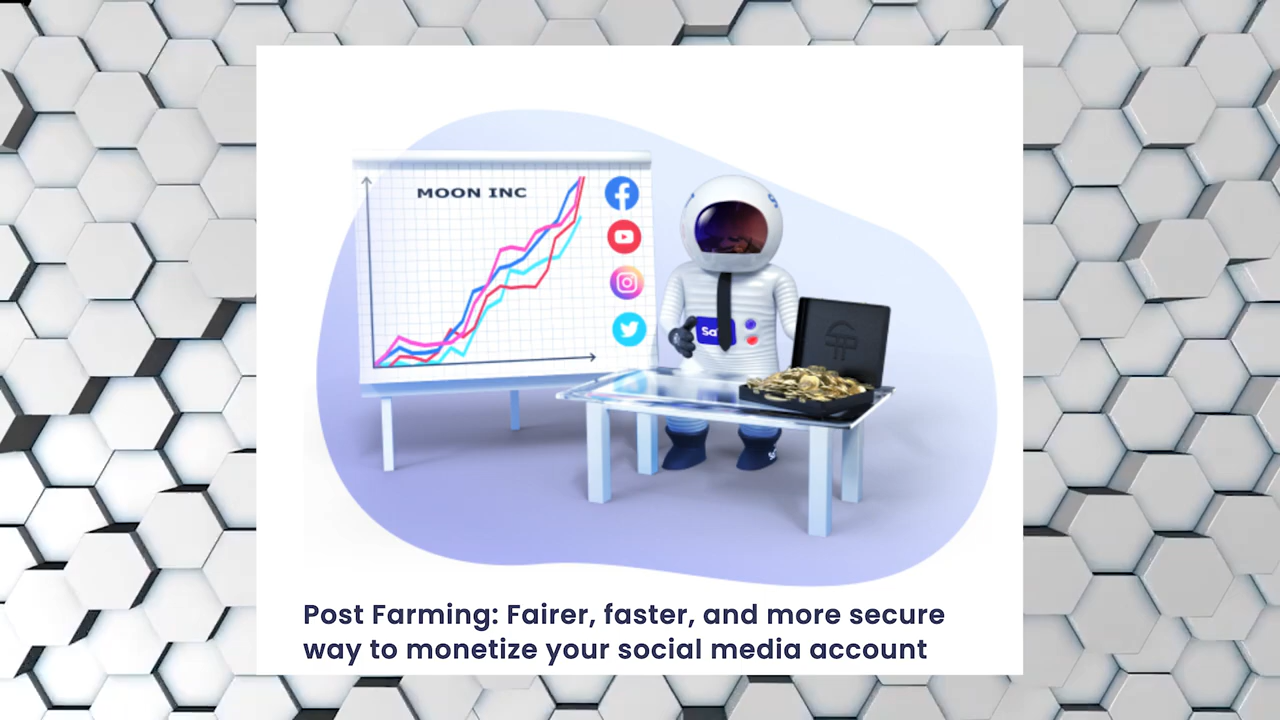 MOON INC
Post Farming: Fairer, faster, and more secure
way to monetize your social media account